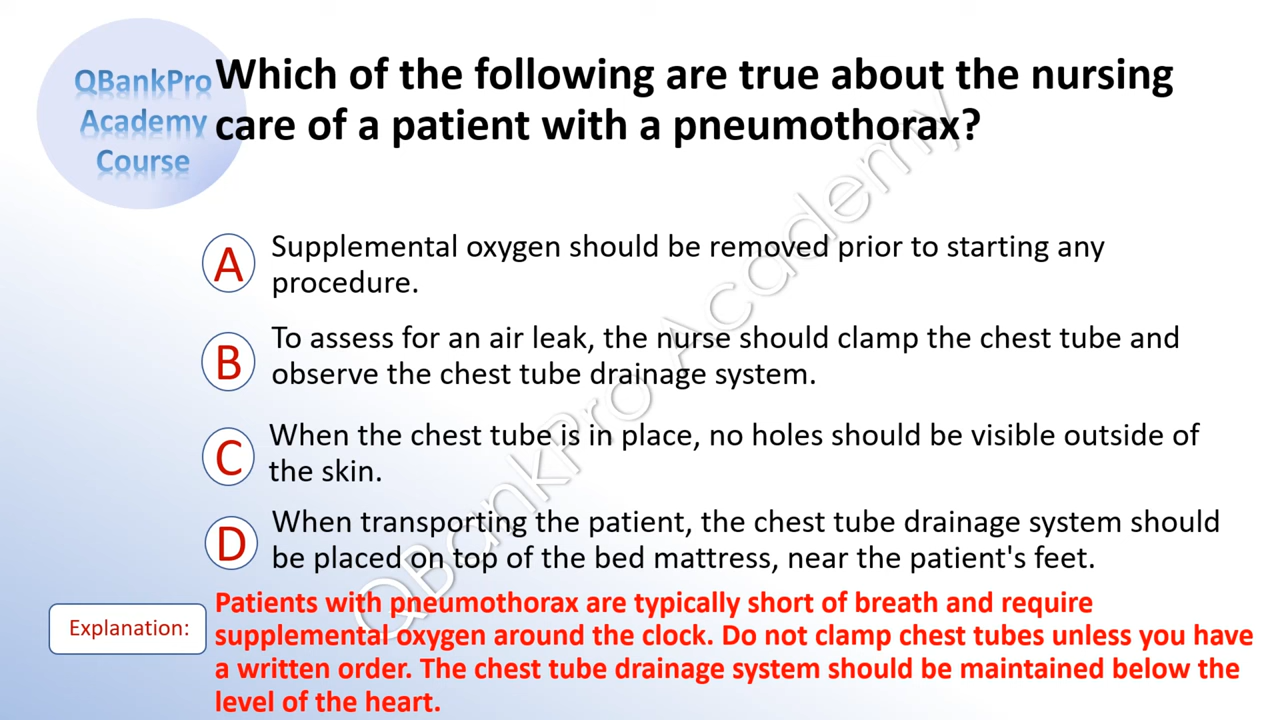 QBankPro
Academy
Course
Which of the following are true about the nursing
care of a patient with a pneumothorax?
A
Supplemental oxygen should be removed prior to starting any
procedure.
B
To assess for an air leak, the nurse should clamp the chest tube and
observe the chest tube drainage system.
C
When the chest tube is in place, no holes should be visible outside of
the skin.
D
When transporting the patient, the chest tube drainage system should
be placed on top of the bed mattress, near the patient's feet.
Explanation:
Patients with pneumothorax are typically short of breath and require
supplemental oxygen around the clock. Do not clamp chest tubes unless you have
a written order. The chest tube drainage system should be maintained below the
level of the heart.
QBankPro Academy